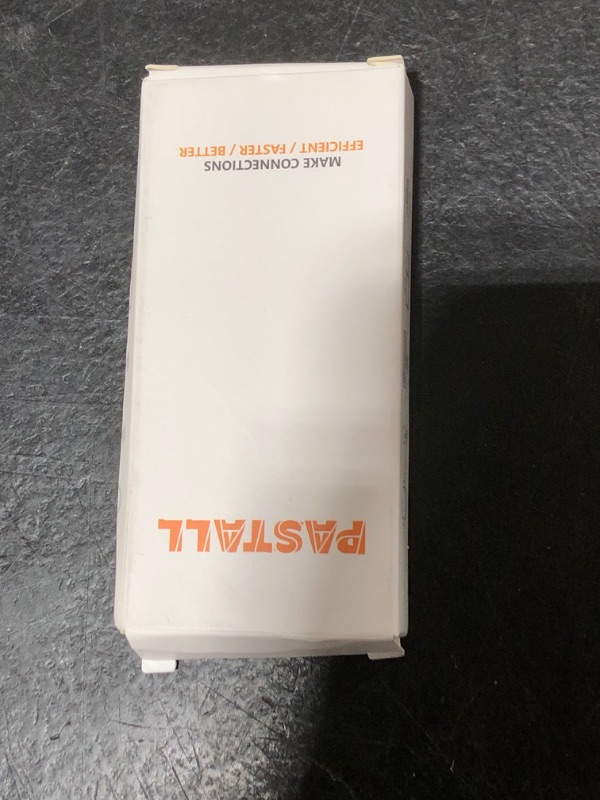 PASTALL
MAKE CONNECTIONS
EFFICIENT / FASTER / BETTER